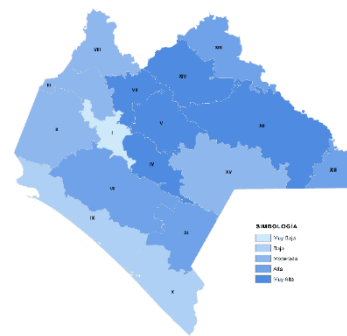 VIII
XIII
XIV
III
VII
V
II
I
XII
IV
XV
VI
IX
XI
X
SIMBOLOGÍA
Muy Baja
Baja
Moderada
Alta
Muy Alta